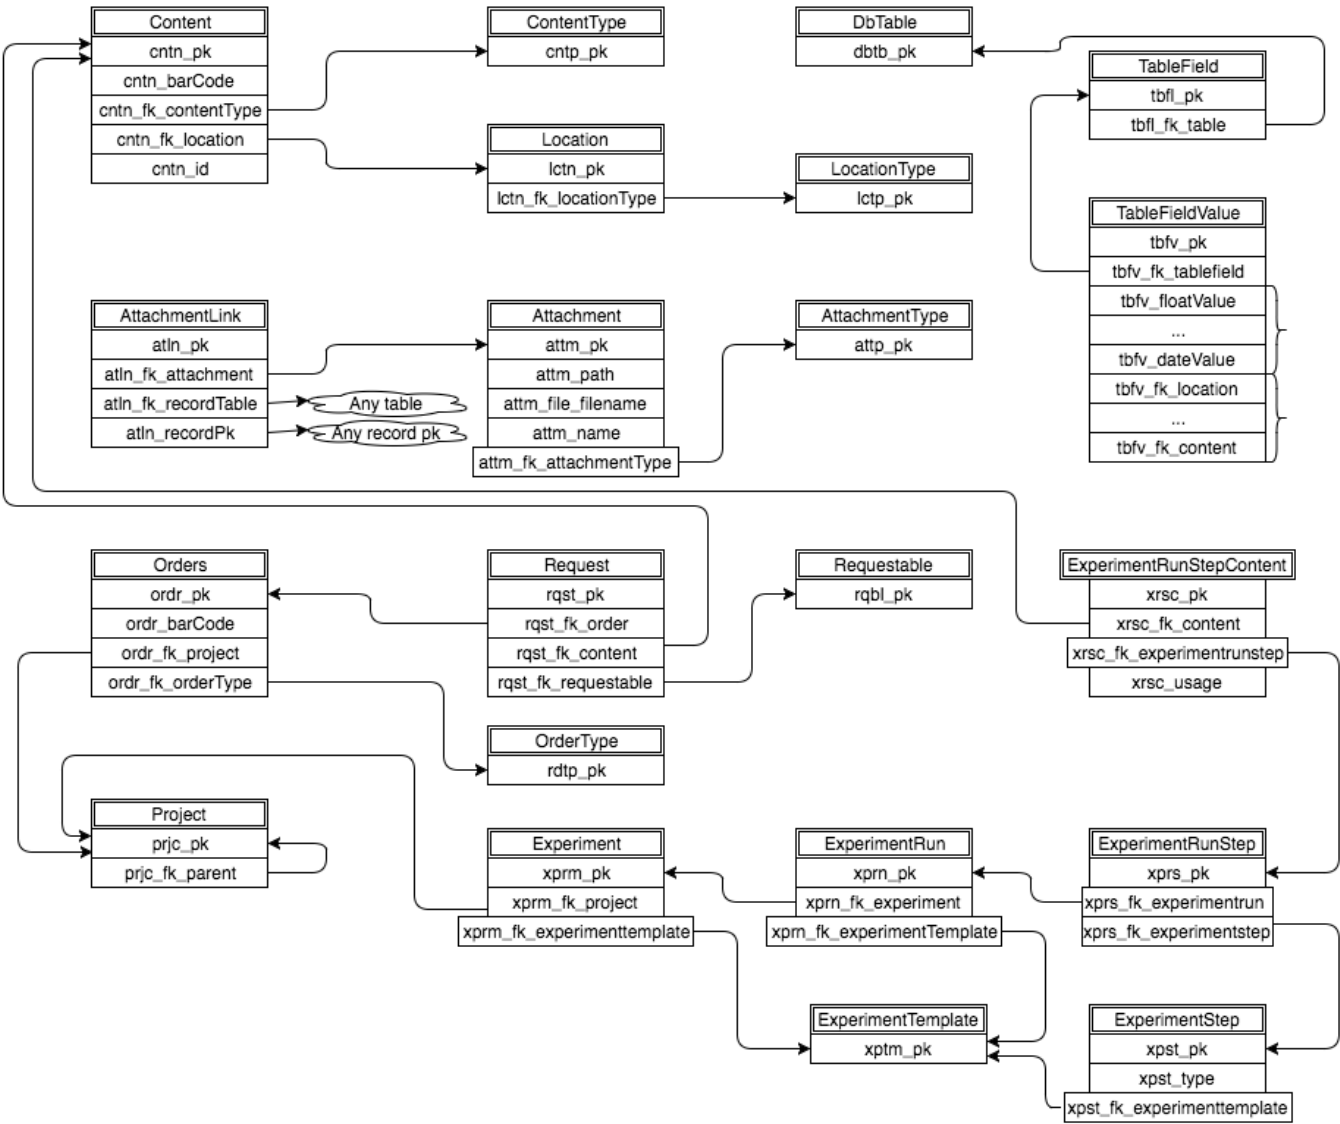 Content
cntn_pk
cntn_barCode
cntn_fk_contentType
cntn_fk_location
cntn_id
ContentType
cntp_pk
DbTable
dbtb_pk
TableField
tbfl_pk
tbfl_fk_table
Location
lctn_pk
lctn_fk_locationType
LocationType
lctp_pk
TableFieldValue
tbfv_pk
tbfv_fk_tablefield
tbfv_floatValue
...
tbfv_dateValue
tbfv_fk_location
...
tbfv_fk_content
AttachmentLink
atln_pk
atln_fk_attachment
atln_fk_recordTable
atln_recordPk
Any table
Any record pk
Attachment
attm_pk
attm_path
attm_file_filename
attm_name
attm_fk_attachmentType
AttachmentType
attp_pk
Orders
ordr_pk
ordr_barCode
ordr_fk_project
ordr_fk_orderType
Request
rqst_pk
rqst_fk_order
rqst_fk_content
rqst_fk_requestable
Requestable
rqbl_pk
ExperimentRunStepContent
xrsc_pk
xrsc_fk_content
xrsc_fk_experimentrunstep
xrsc_usage
OrderType
rdtp_pk
Project
prjc_pk
prjc_fk_parent
Experiment
xprm_pk
xprm_fk_project
xprm_fk_experimenttemplate
ExperimentRun
xprn_pk
xprn_fk_experiment
xprn_fk_experimentTemplate
ExperimentRunStep
xprs_pk
xprs_fk_experimentrun
xprs_fk_experimentstep
ExperimentTemplate
xptm_pk
ExperimentStep
xpst_pk
xpst_type
xpst_fk_experimenttemplate